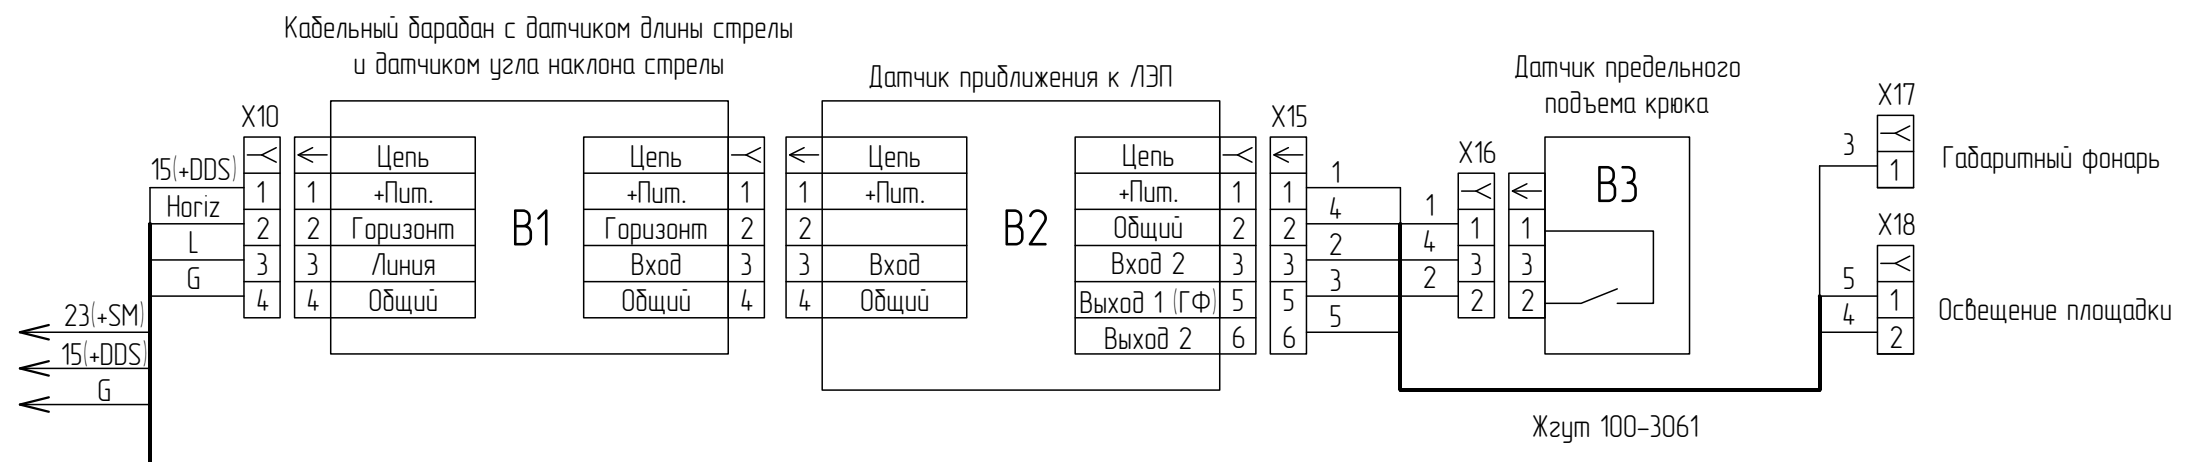 Кабельный барабан с датчиком длины стрелы
и датчиком угла наклона стрелы
Датчик приближения к ЛЭП
Датчик предельного
подъема крюка
X10
15(+DDS)
Horiz
L
G
1
2
3
4
1
2
3
4
Цепь
+Пит.
Горизонт
Линия
Общий
B1
Цепь
+Пит.
Горизонт
Вход
Общий
1
2
3
4
1
2
3
4
Цепь
+Пит.
Вход
Общий
B2
Цепь
+Пит.
Общий
Вход 2
Выход 1 (ГФ)
Выход 2
1
2
3
5
6
X15
1
2
3
5
6
1
4
2
3
5
1
4
2
X16
1
3
2
1
3
2
B3
X17
3
1
Габаритный фонарь
X18
5
4
1
2
Освещение площадки
23(+SM)
15(+DDS)
G
Жгут 100-3061